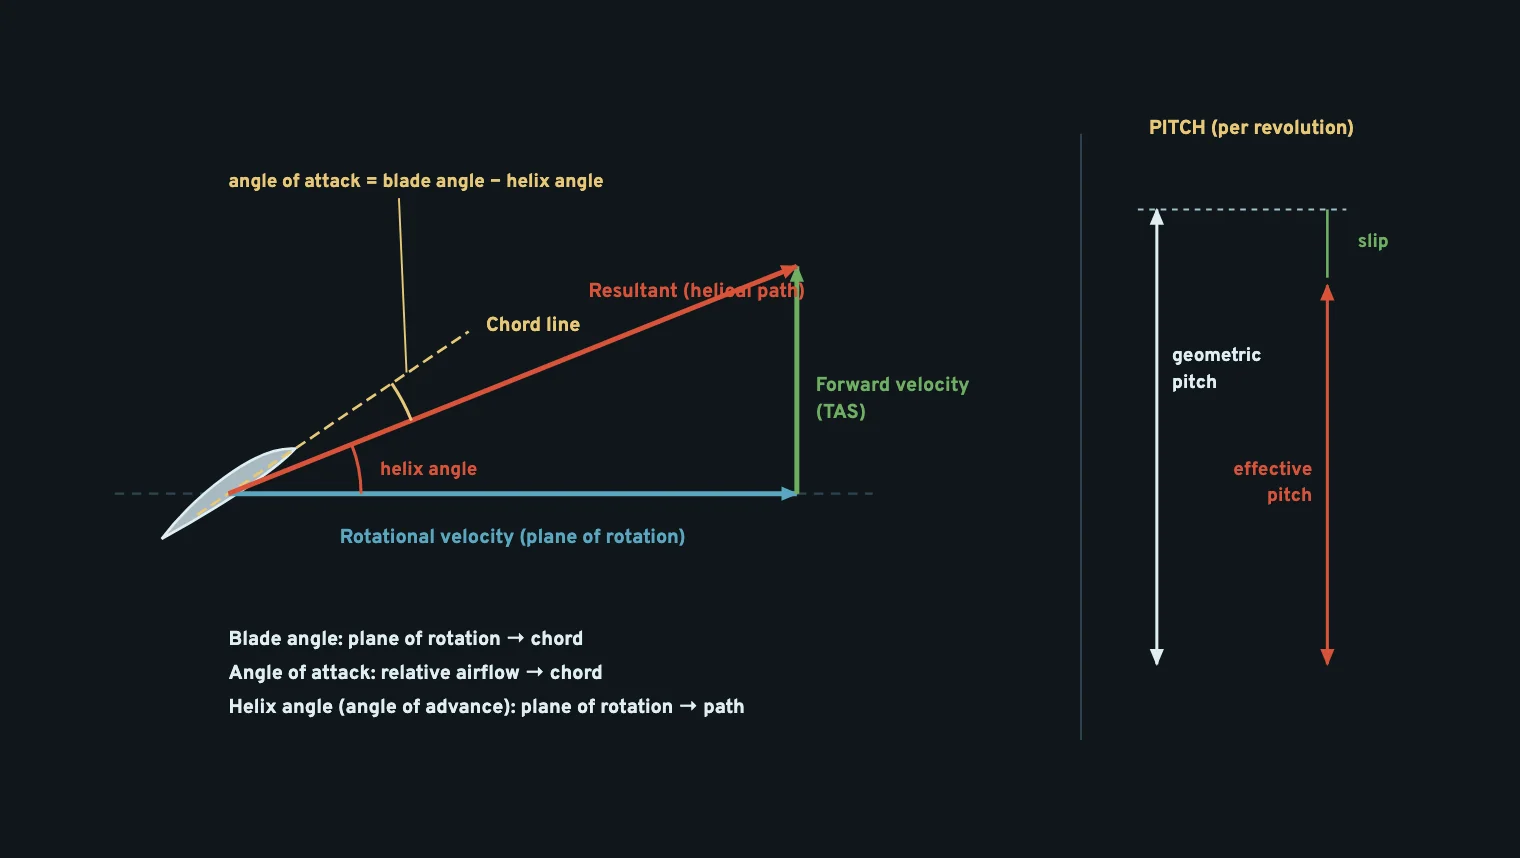 PITCH (per revolution)
angle of attack = blade angle − helix angle
slip
Resultant (helical path)
Chord line
geometric
pitch
Forward velocity
(TAS)
helix angle
effective
pitch
Rotational velocity (plane of rotation)
Blade angle: plane of rotation → chord
Angle of attack: relative airflow → chord
Helix angle (angle of advance): plane of rotation → path